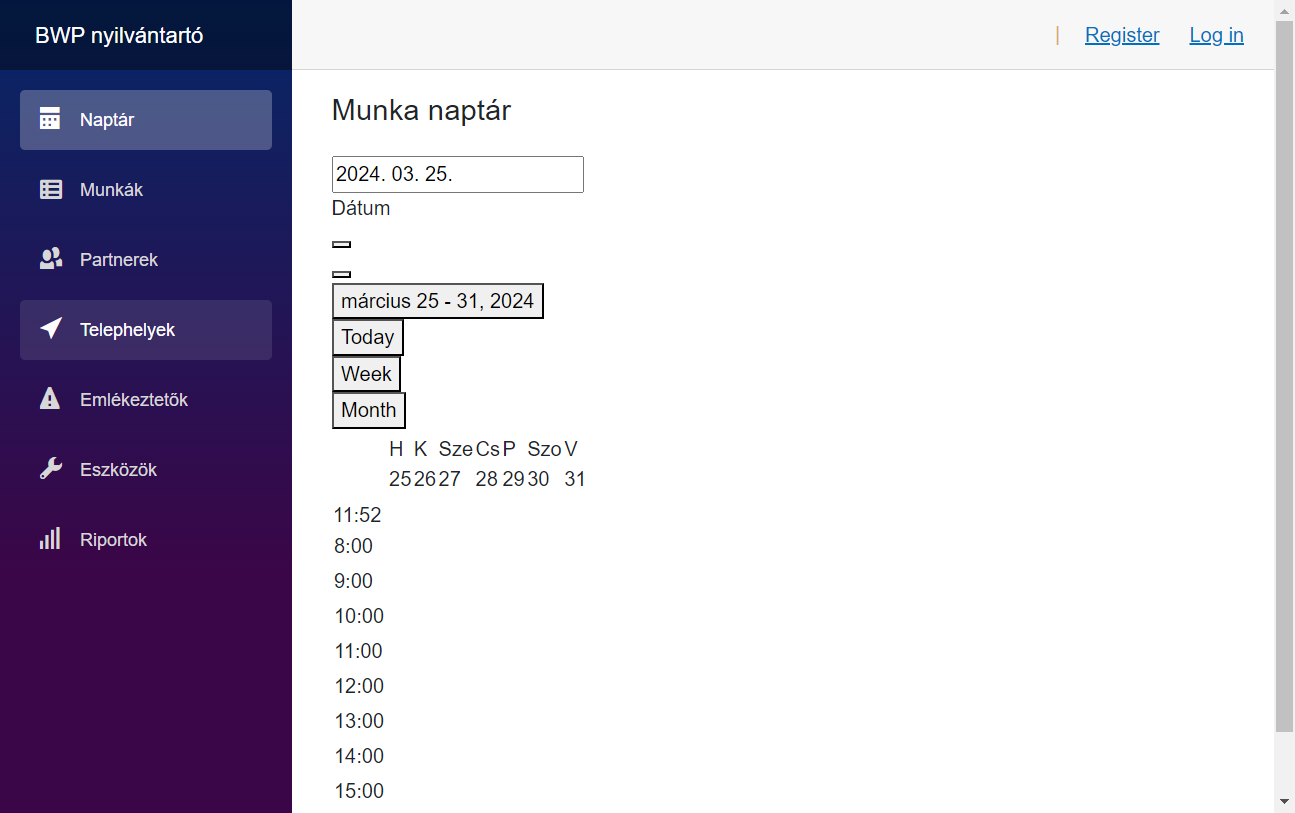 BWP nyilvántartó
| Register Log in
Naptár
Munkák
Partnerek
Telephelyek
Emlékeztetők
Eszközök
Riportok
Munka naptár
2024. 03. 25.
Dátum
március 25 - 31, 2024
Today
Week
Month
H K Sze Cs P Szo V
25 26 27 28 29 30 31
11:52
8:00
9:00
10:00
11:00
12:00
13:00
14:00
15:00